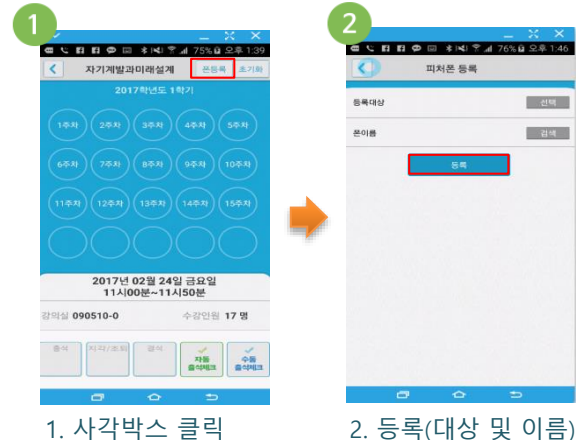 1
2
75% 오후 1:39
자기계발과미래설계 폰등록 초기화
2017학년도 1학기
1주차 2주차 3주차 4주차 5주차
6주차 7주차 8주차 9주차 10주차
11주차 12주차 13주차 14주차 15주차
2017년 02월 24일 금요일
11시00분~11시50분
강의실 090510-0 수강인원 17 명
출석 지각/조퇴 결석 자동 출석체크 수동 출석체크
76% 오후 1:46
피처폰 등록
등록대상 선택
폰이름 검색
등록
1. 사각박스 클릭
2. 등록(대상 및 이름)